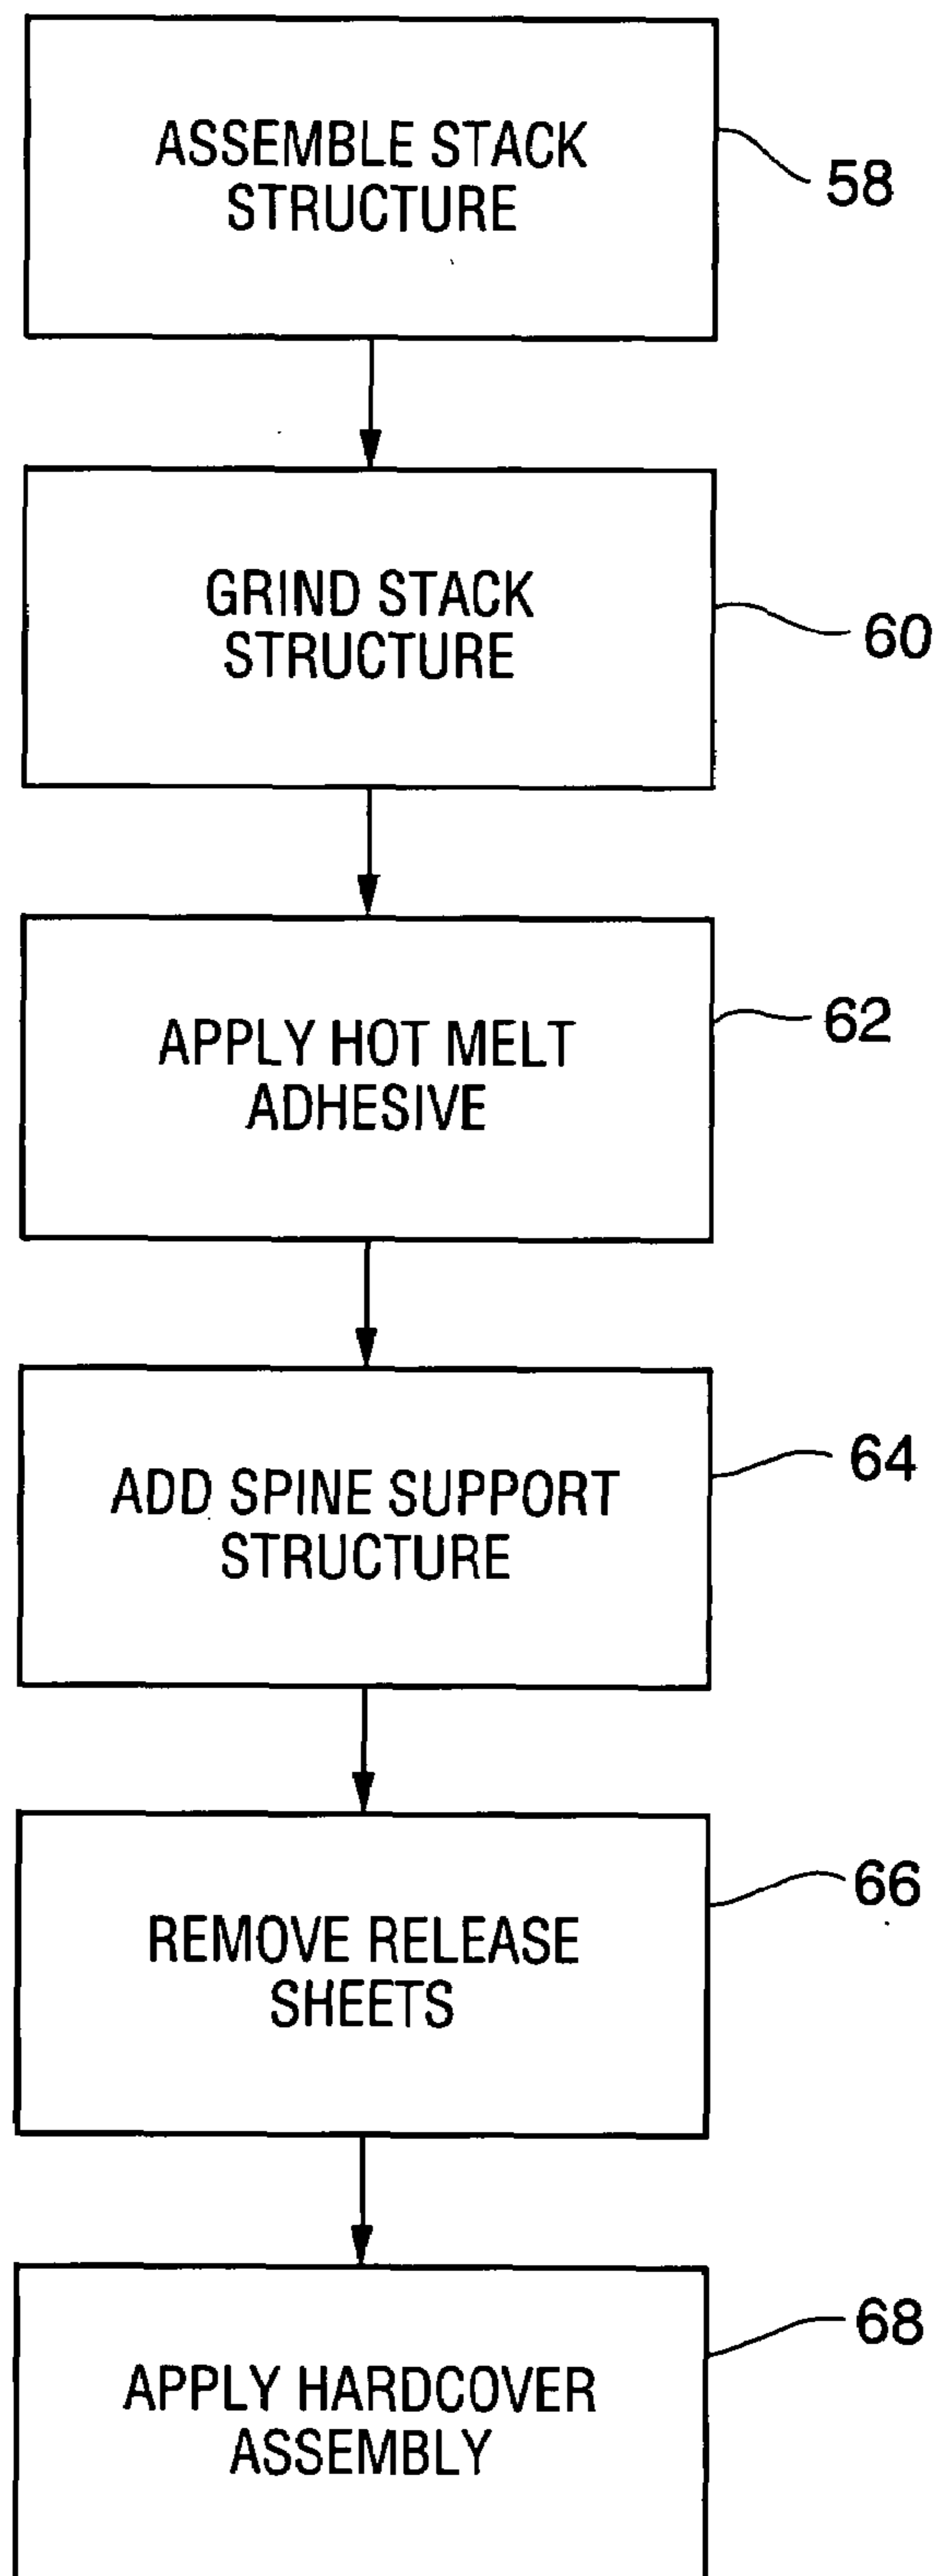 ASSEMBLE STACK
STRUCTURE
58
GRIND STACK
STRUCTURE
60
APPLY HOT MELT
ADHESIVE
62
ADD SPINE SUPPORT
STRUCTURE
64
REMOVE RELEASE
SHEETS
66
APPLY HARDCOVER
ASSEMBLY
68